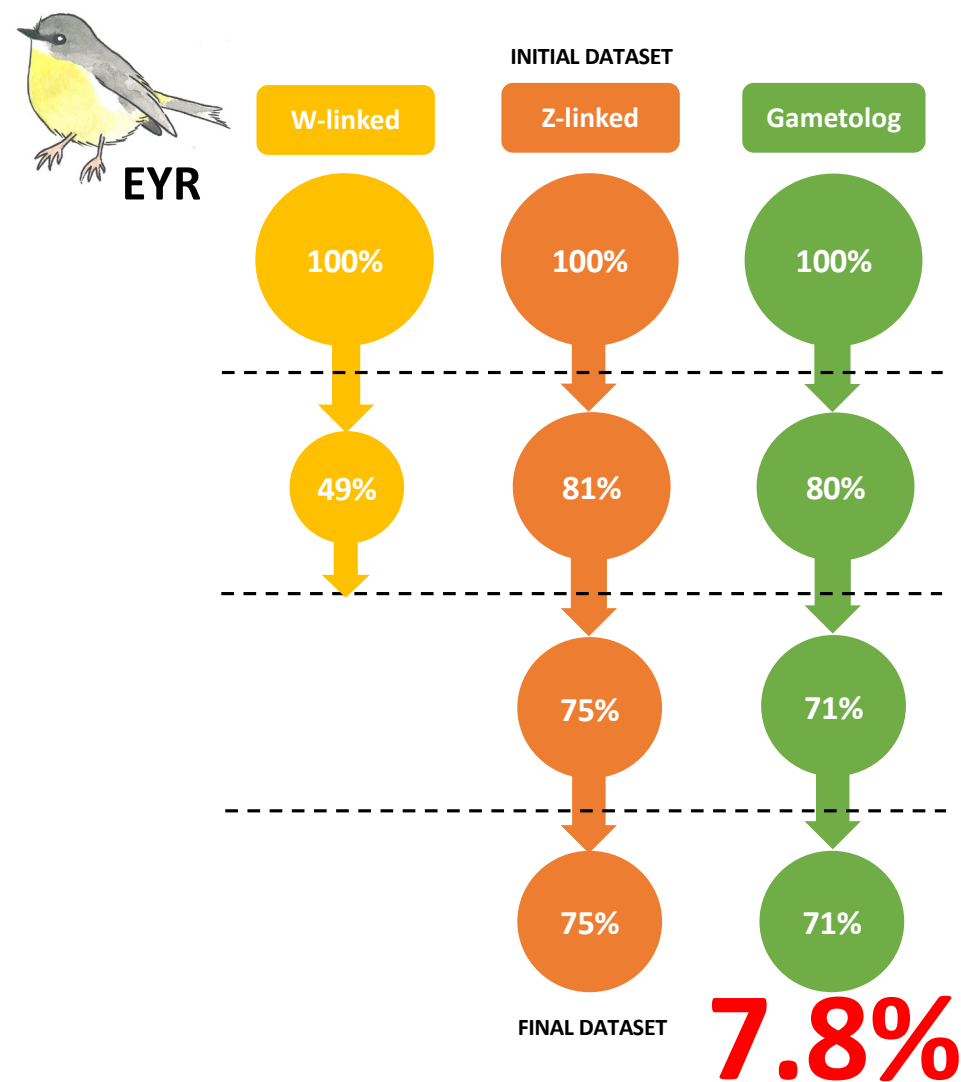 INITIAL DATASET
W-linked Z-linked Gametolog
EYR
100% 100% 100%
49% 81% 80%
75% 71%
75% 71%
FINAL DATASET
7.8%